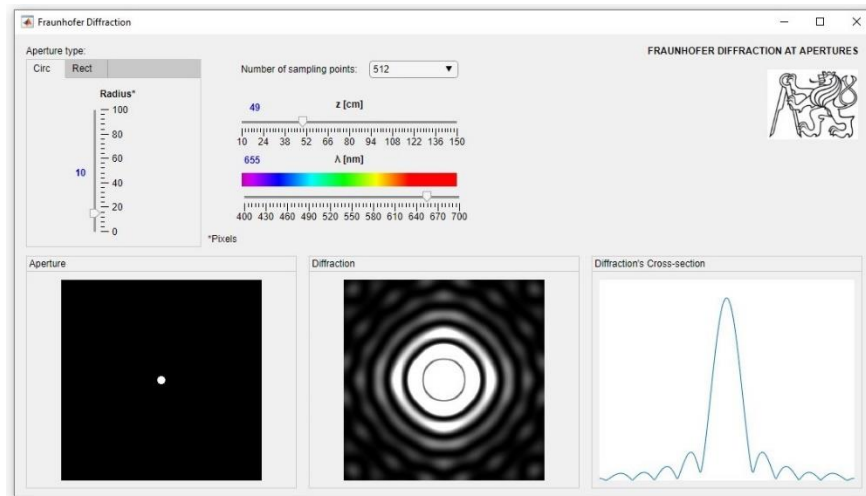 Fraunhofer Diffraction
Aperture type:
FRAUNHOFER DIFFRACTION AT APERTURES
Circ Rect
Number of sampling points: 512
Radius*
100
80
60
40
20
0
10
49 z [cm]
10 24 38 52 66 80 94 108 122 136 150
655 Λ [nm]
400 430 460 490 520 550 580 610 640 670 700
*Pixels
Aperture
Diffraction
Diffraction's Cross-section